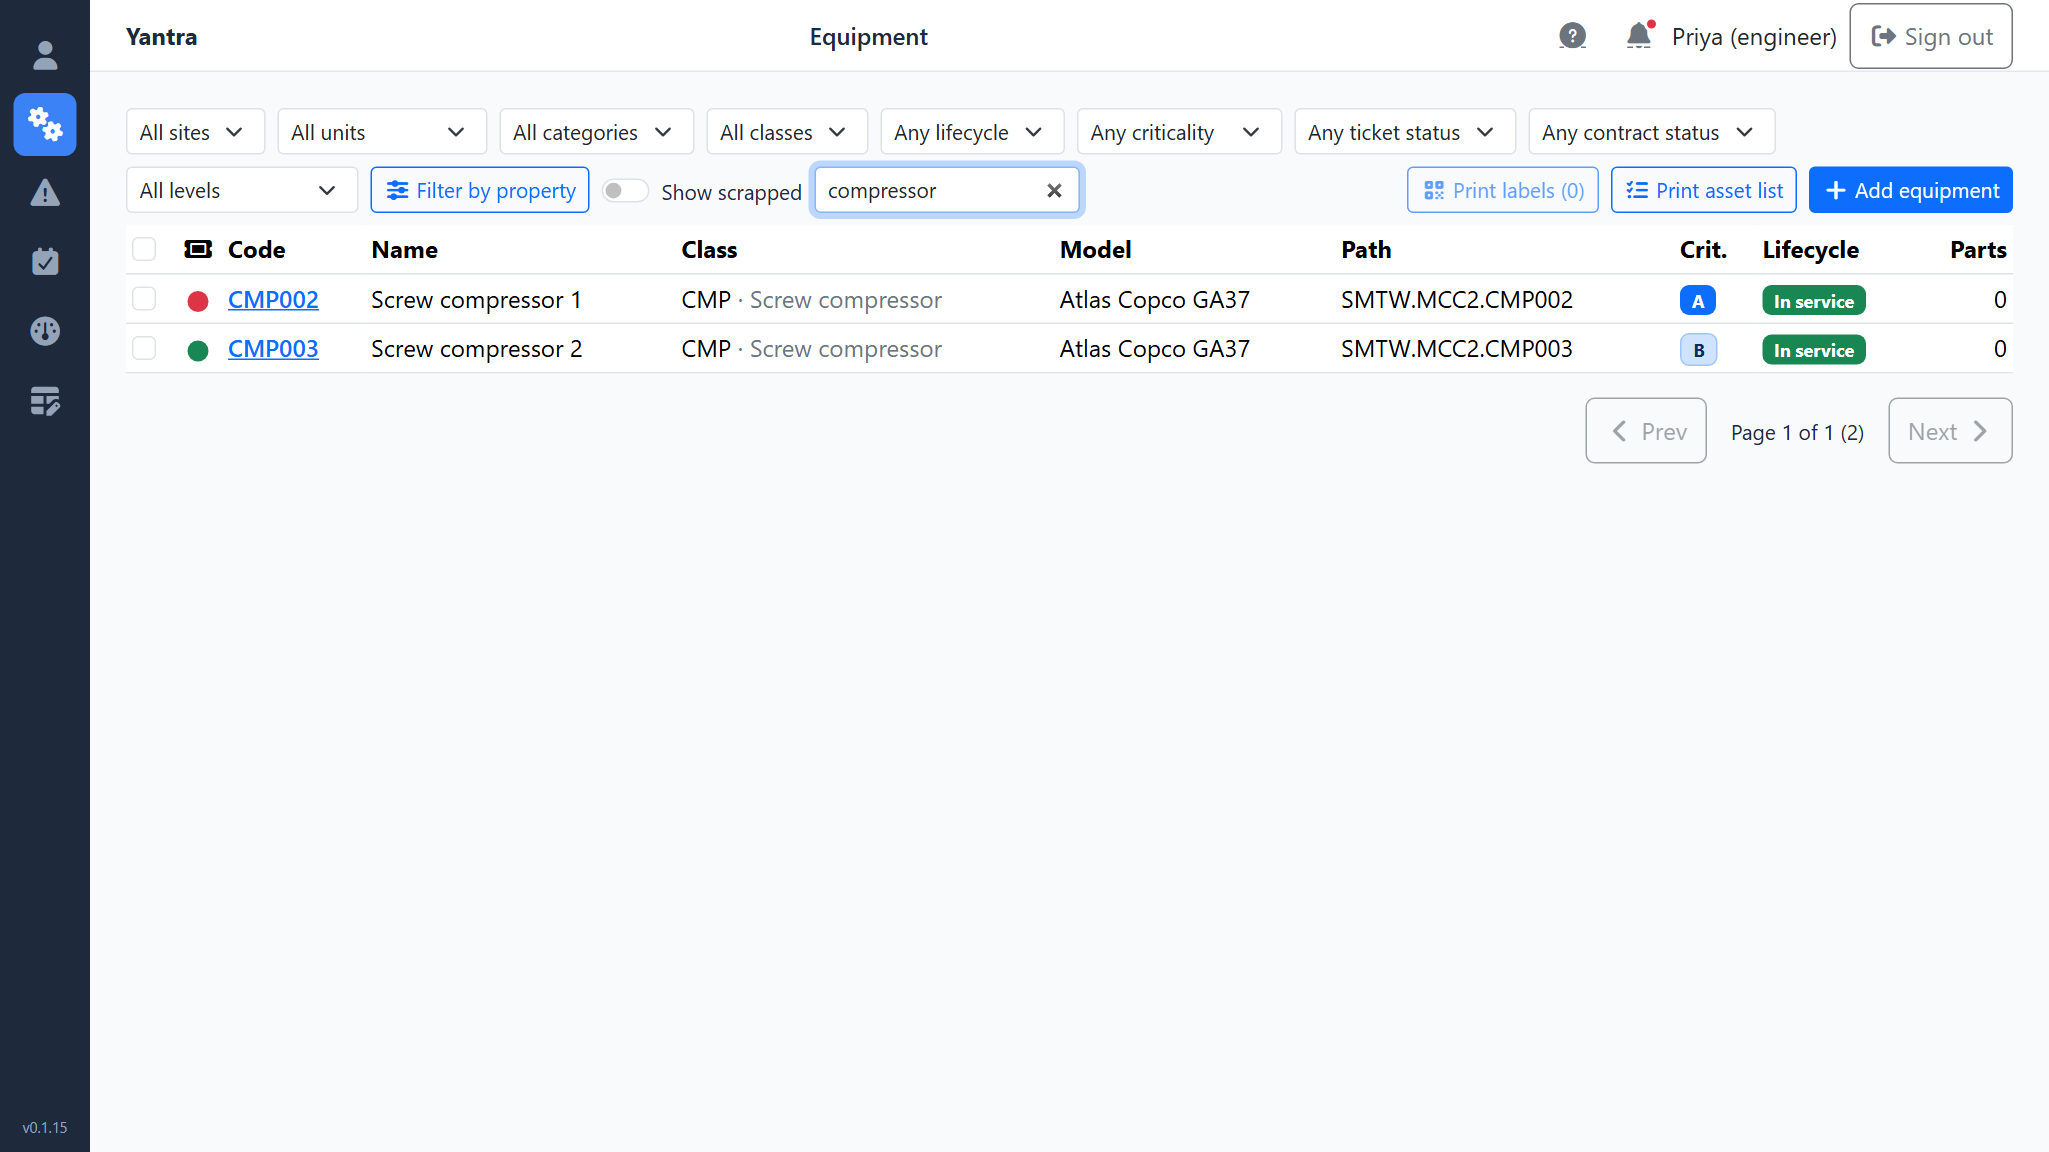 Yantra
Equipment
Priya (engineer)
Sign out
All sites
All units
All categories
All classes
Any lifecycle
Any criticality
Any ticket status
Any contract status
All levels
Filter by property
Show scrapped
compressor
Print labels (0)
Print asset list
Add equipment
Code Name Class Model Path Crit. Lifecycle Parts
CMP002 Screw compressor 1 CMP · Screw compressor Atlas Copco GA37 SMTW.MCC2.CMP002 A In service 0
CMP003 Screw compressor 2 CMP · Screw compressor Atlas Copco GA37 SMTW.MCC2.CMP003 B In service 0
Prev
Page 1 of 1 (2)
Next
v0.1.15